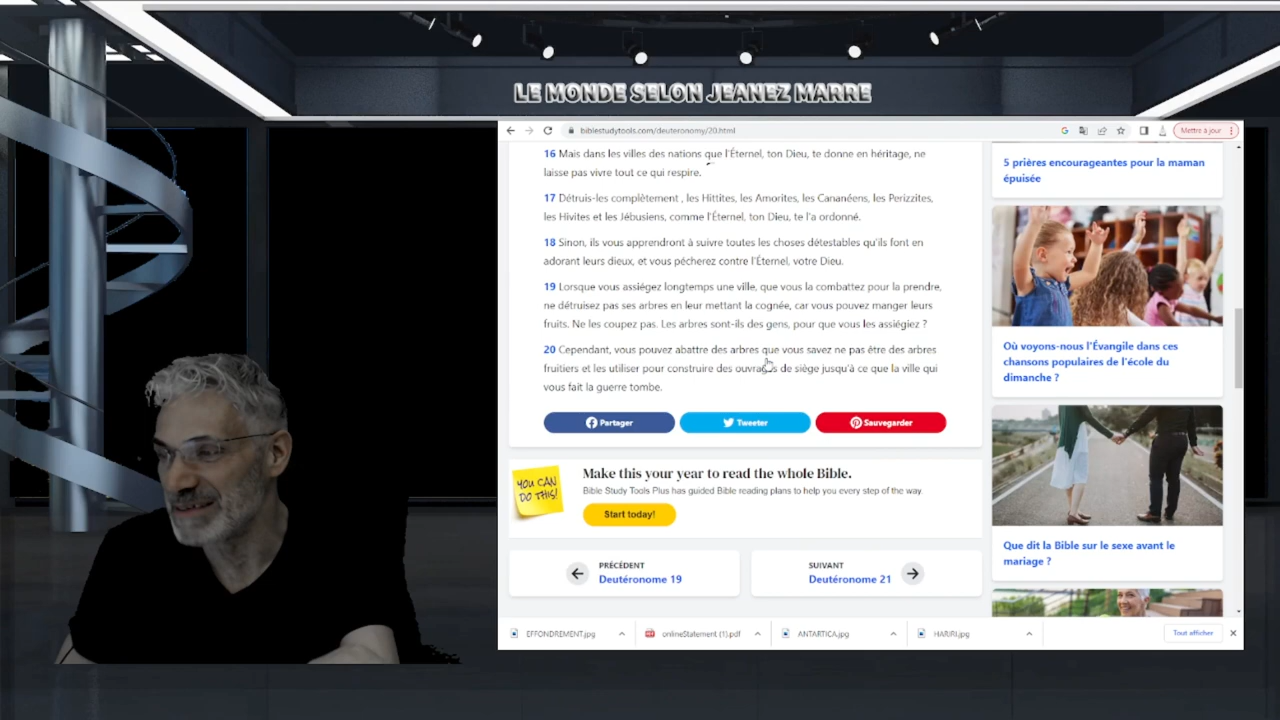 LE MONDE SELON JEANEZ MARRE
biblestudytools.com/deuteronomy/20.html
Mettre à jour
16 Mais dans les villes des nations que l'Éternel, ton Dieu, te donne en héritage, ne
laisse pas vivre tout ce qui respire.
17 Détruis-les complètement , les Hittites, les Amorites, les Cananéens, les Perizzites,
les Hivites et les Jébusiens, comme l'Éternel, ton Dieu, te l'a ordonné.
18 Sinon, ils vous apprendront à suivre toutes les choses détestables qu'ils font en
adorant leurs dieux, et vous pécherez contre l'Éternel, votre Dieu.
19 Lorsque vous assiégez longtemps une ville, que vous la combattez pour la prendre,
ne détruisez pas ses arbres en leur mettant la cognée, car vous pouvez manger leurs
fruits. Ne les coupez pas. Les arbres sont-ils des gens, pour que vous les assiégiez ?
20 Cependant, vous pouvez abattre des arbres que vous savez ne pas être des arbres
fruitiers et les utiliser pour construire des ouvrages de siège jusqu'à ce que la ville qui
vous fait la guerre tombe.
Partager
Tweeter
Sauvegarder
YOU CAN
DO THIS!
Make this your year to read the whole Bible.
Bible Study Tools Plus has guided Bible reading plans to help you every step of the way.
Start today!
PRÉCÉDENT
Deutéronome 19
SUIVANT
Deutéronome 21
5 prières encourageantes pour la maman
épuisée
Où voyons-nous l'Évangile dans ces
chansons populaires de l'école du
dimanche ?
Que dit la Bible sur le sexe avant le
mariage ?
EFFONDREMENT.jpg
onlineStatement (1).pdf
ANTARTICA.jpg
HARIRI.jpg
Tout afficher